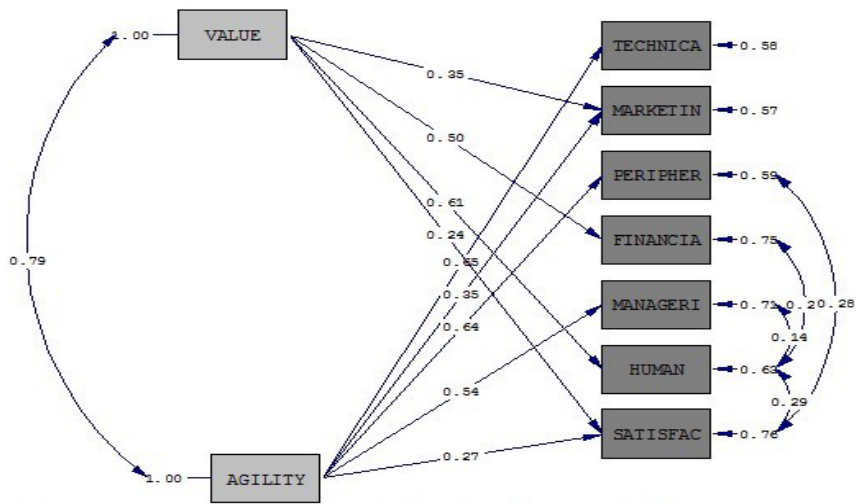 1.00
VALUE
TECHNICA
0.58
0.35
MARKETIN
0.57
0.50
PERIPHER
0.59
0.61
0.24
FINANCIA
0.75
0.79
0.65
0.35
MANAGERI
0.71
0.28
0.64
0.14
HUMAN
0.63
0.54
0.29
SATISFAC
0.76
0.27
1.00
AGILITY